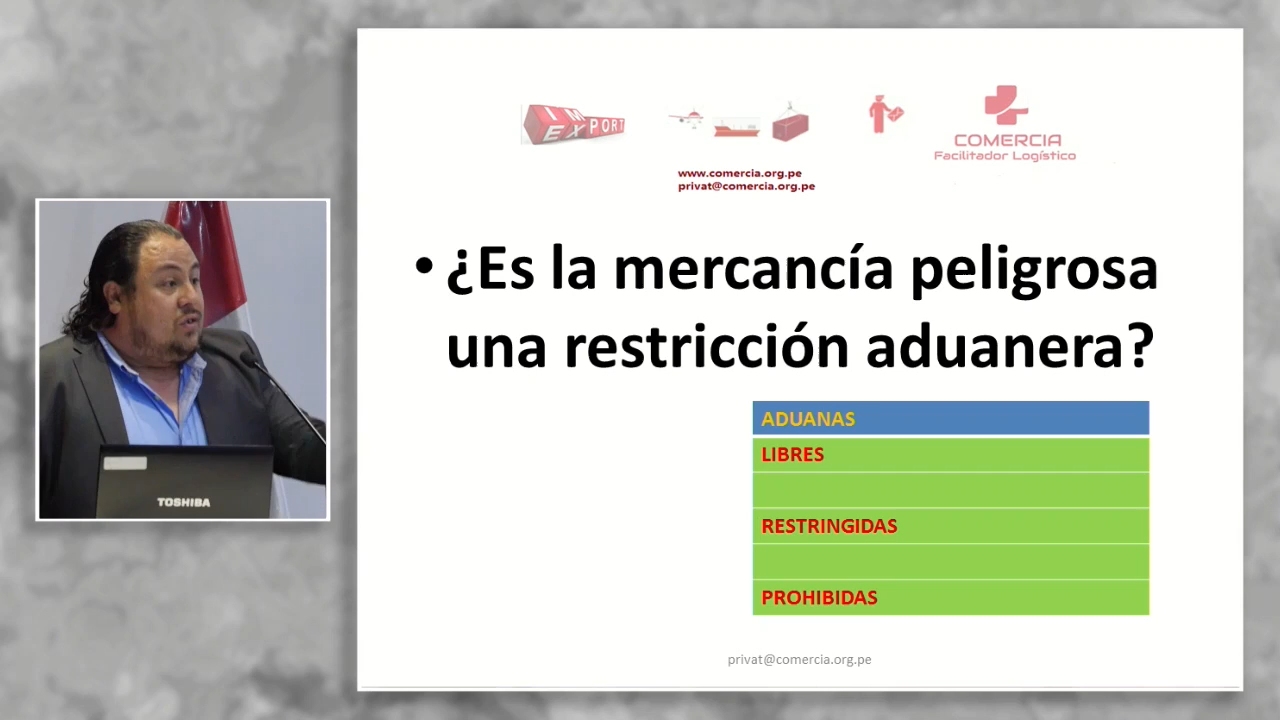 IM
EXPORT
COMERCIA
Facilitador Logístico
www.comercia.org.pe
privat@comercia.org.pe
• ¿Es la mercancía peligrosa
una restricción aduanera?
ADUANAS
LIBRES
RESTRINGIDAS
PROHIBIDAS
privat@comercia.org.pe
TOSHIBA